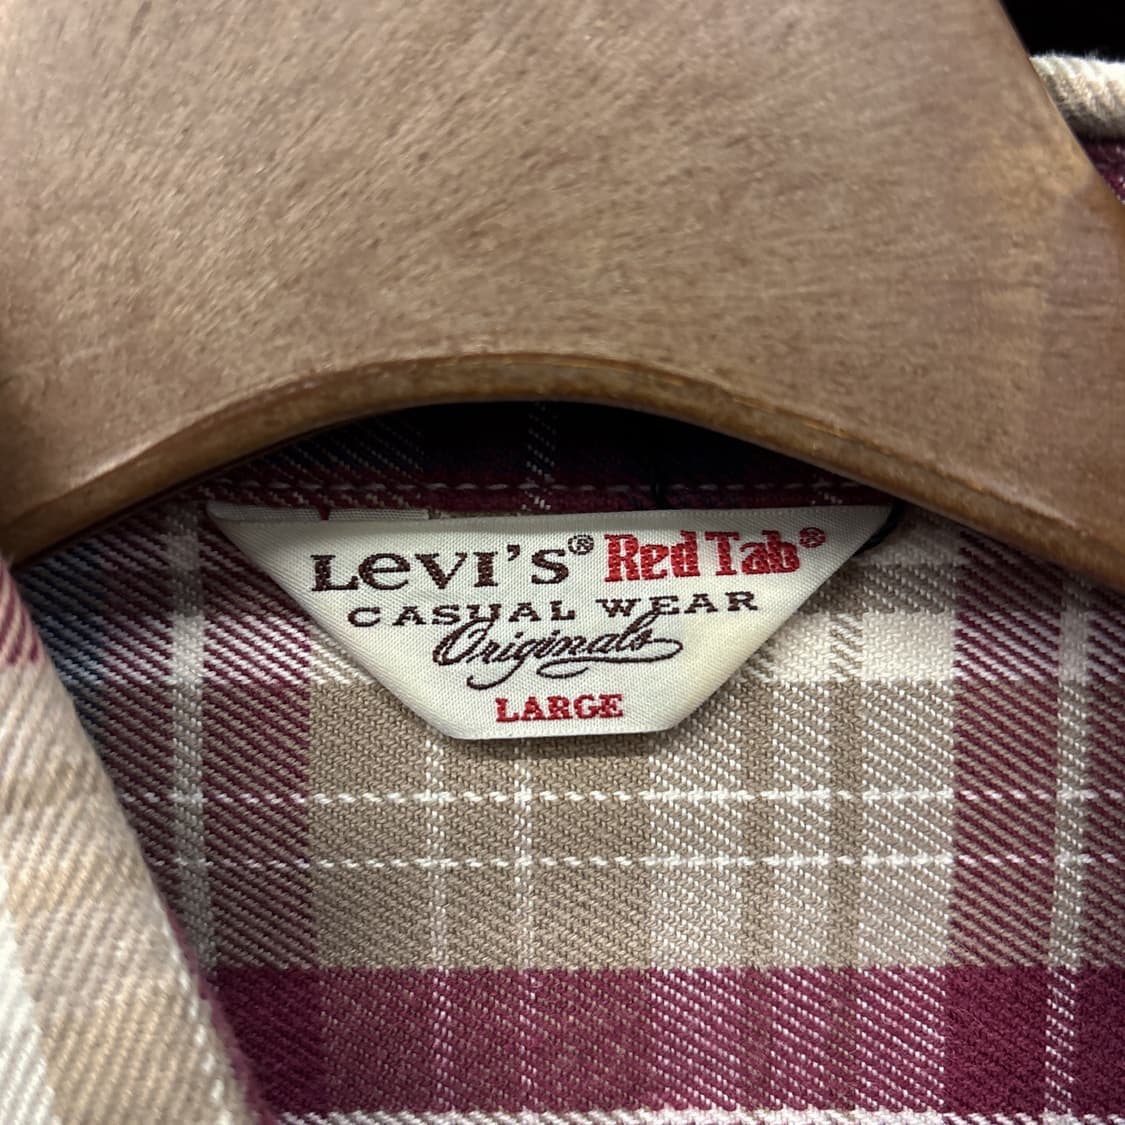 LeVI'S® Red Tab®
CASUAL WEAR
Originals
LARGE